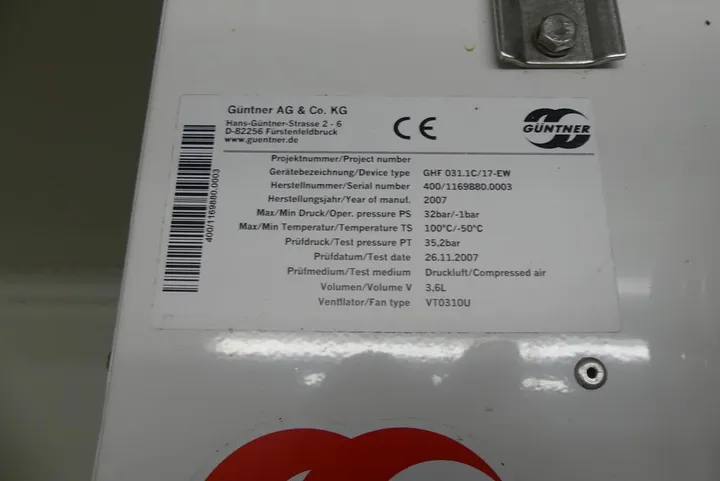 Güntner AG & Co. KG
Hans-Güntner-Strasse 2 - 6
D-82256 Fürstenfeldbruck
www.guentner.de
CE
GÜNTNER
Projektnummer/Project number
Gerätebezeichnung/Device type GHF 031.1C/17-EW
Herstellnummer/Serial number 400/1169880.0003
Herstellungsjahr/Year of manuf. 2007
Max/Min Druck/Oper. pressure PS 32bar/-1bar
Max/Min Temperatur/Temperature TS 100°C/-50°C
Prüfdruck/Test pressure PT 35,2bar
Prüfdatum/Test date 26.11.2007
Prüfmedium/Test medium Druckluft/Compressed air
Volumen/Volume V 3,6L
Ventilator/Fan type VT0310U
400/1169880.0003